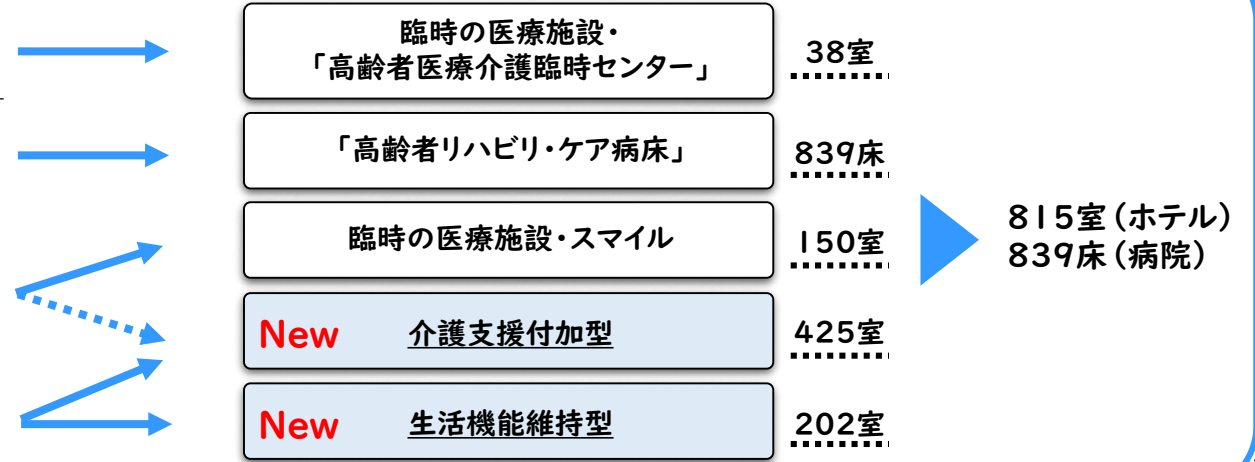 臨時の医療施設・
「高齢者医療介護臨時センター」
38室
「高齢者リハビリ・ケア病床」
839床
臨時の医療施設・スマイル
150室
815室(ホテル)
839床(病院)
New 介護支援付加型
425室
New 生活機能維持型
202室